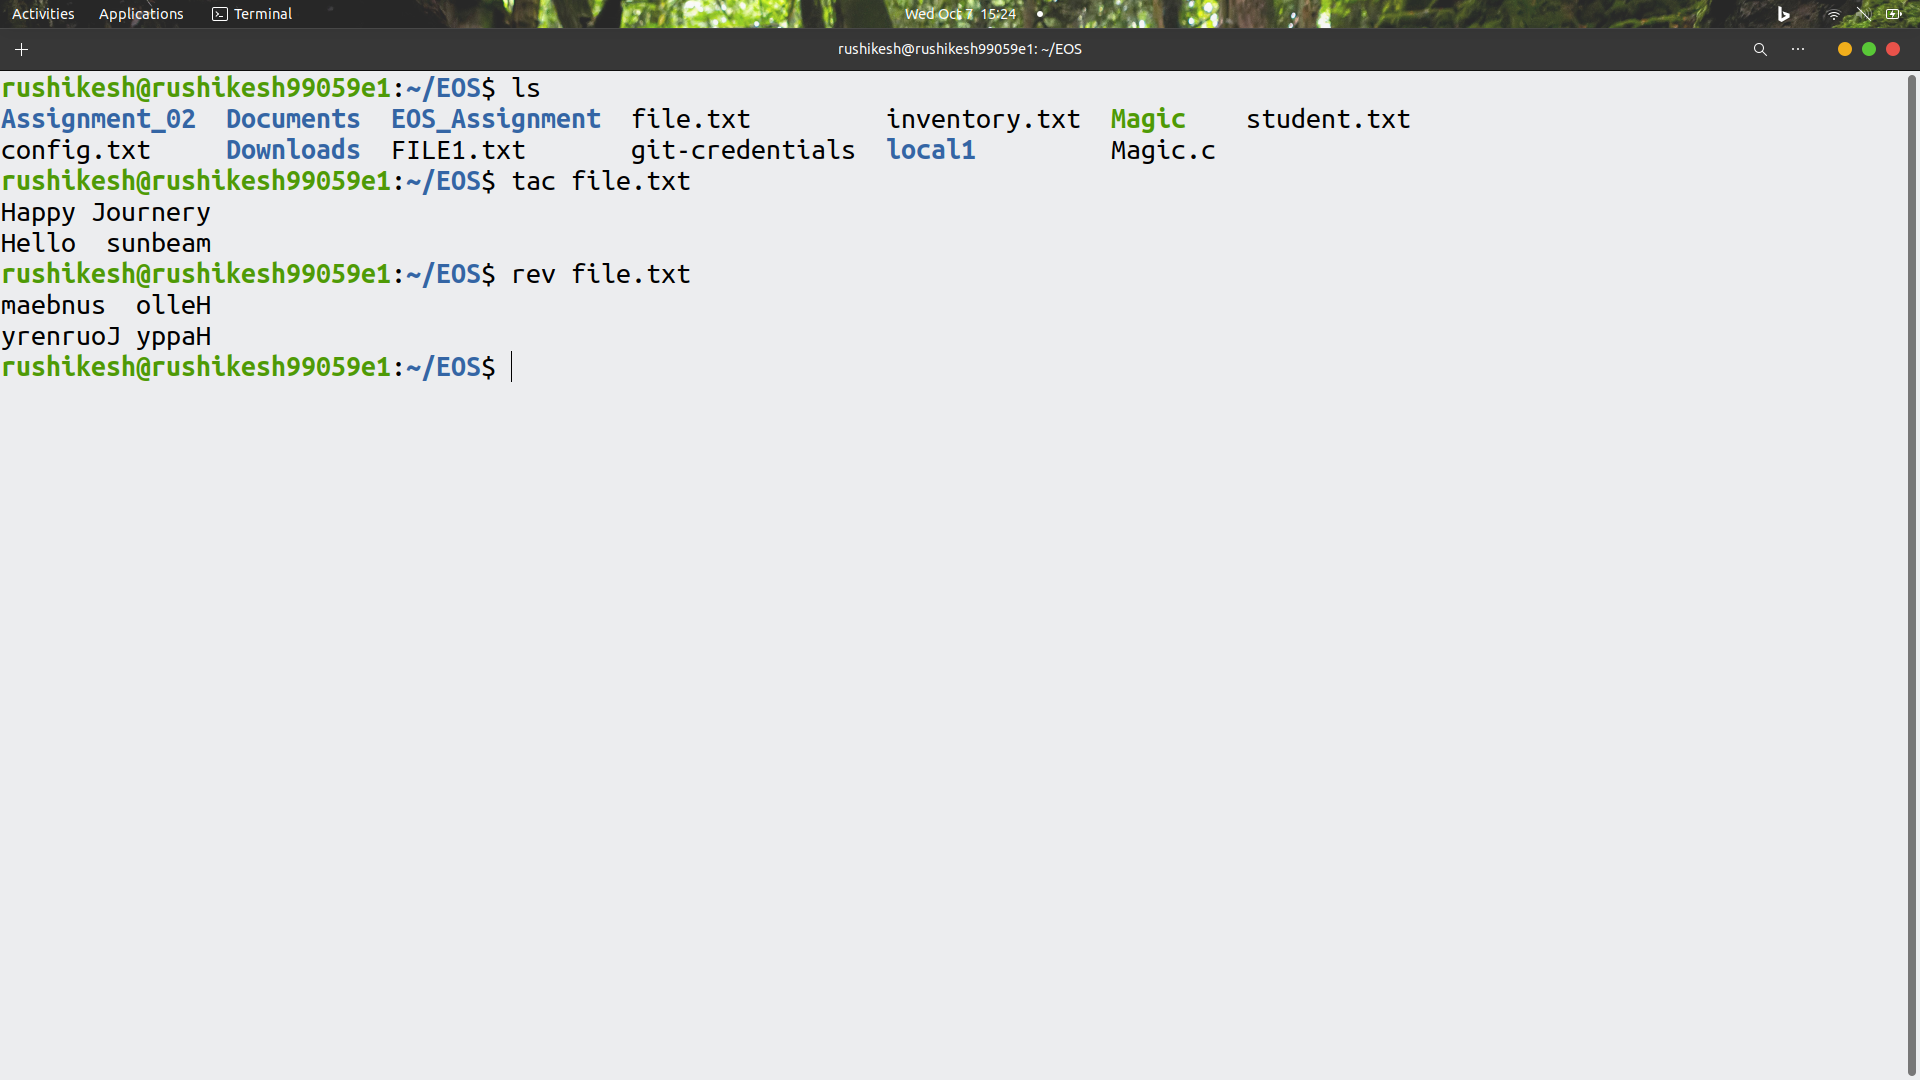 Activities Applications Terminal Wed Oct 7 15:24
rushikesh@rushikesh99059e1: ~/EOS
rushikesh@rushikesh99059e1:~/EOS$ ls
Assignment_02 Documents EOS_Assignment file.txt inventory.txt Magic student.txt
config.txt Downloads FILE1.txt git-credentials local1 Magic.c
rushikesh@rushikesh99059e1:~/EOS$ tac file.txt
Happy Journery
Hello  sunbeam
rushikesh@rushikesh99059e1:~/EOS$ rev file.txt
maebnus  olleH
yrenruoJ yppaH
rushikesh@rushikesh99059e1:~/EOS$